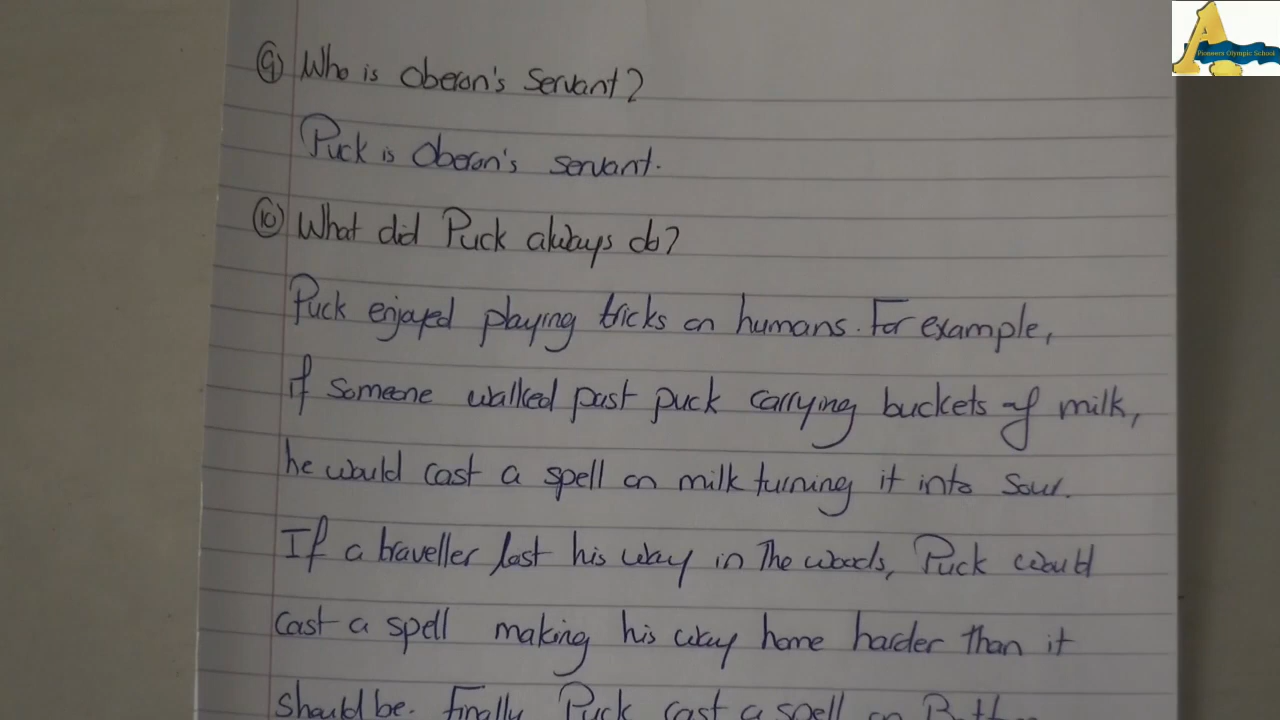 Pioneers Olympic School
⑨ Who is Oberon's servant?
Puck is Oberon's servant.
⑩ What did Puck always do?
Puck enjoyed playing tricks on humans. For example,
if someone walked past puck carrying buckets of milk,
he would cast a spell on milk turning it into sour.
If a traveller lost his way in The woods, Puck would
cast a spell making his way home harder than it
should be. Finally Puck cast a spell on